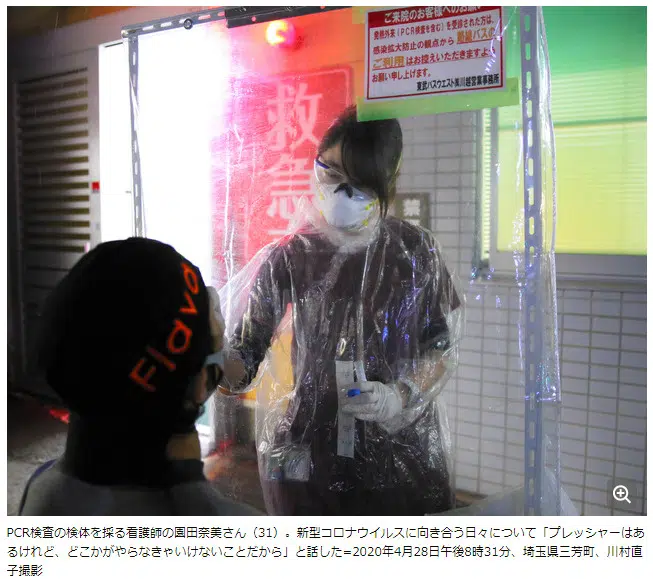 ご来院のお客様へのお願い
発熱外来(PCR検査を含む)を受診された方は、
感染拡大防止の観点から 路線バスの
ご利用はお控えいただきますよう
お願い申し上げます。
東武バスウエスト㈱川越営業事務所
救急
Flava
PCR検査の検体を採る看護師の園田奈美さん(31)。新型コロナウイルスに向き合う日々について「プレッシャーはあ
るけれど、どこかがやらなきゃいけないことだから」と話した=2020年4月28日午後8時31分、埼玉県三芳町、川村直
子撮影